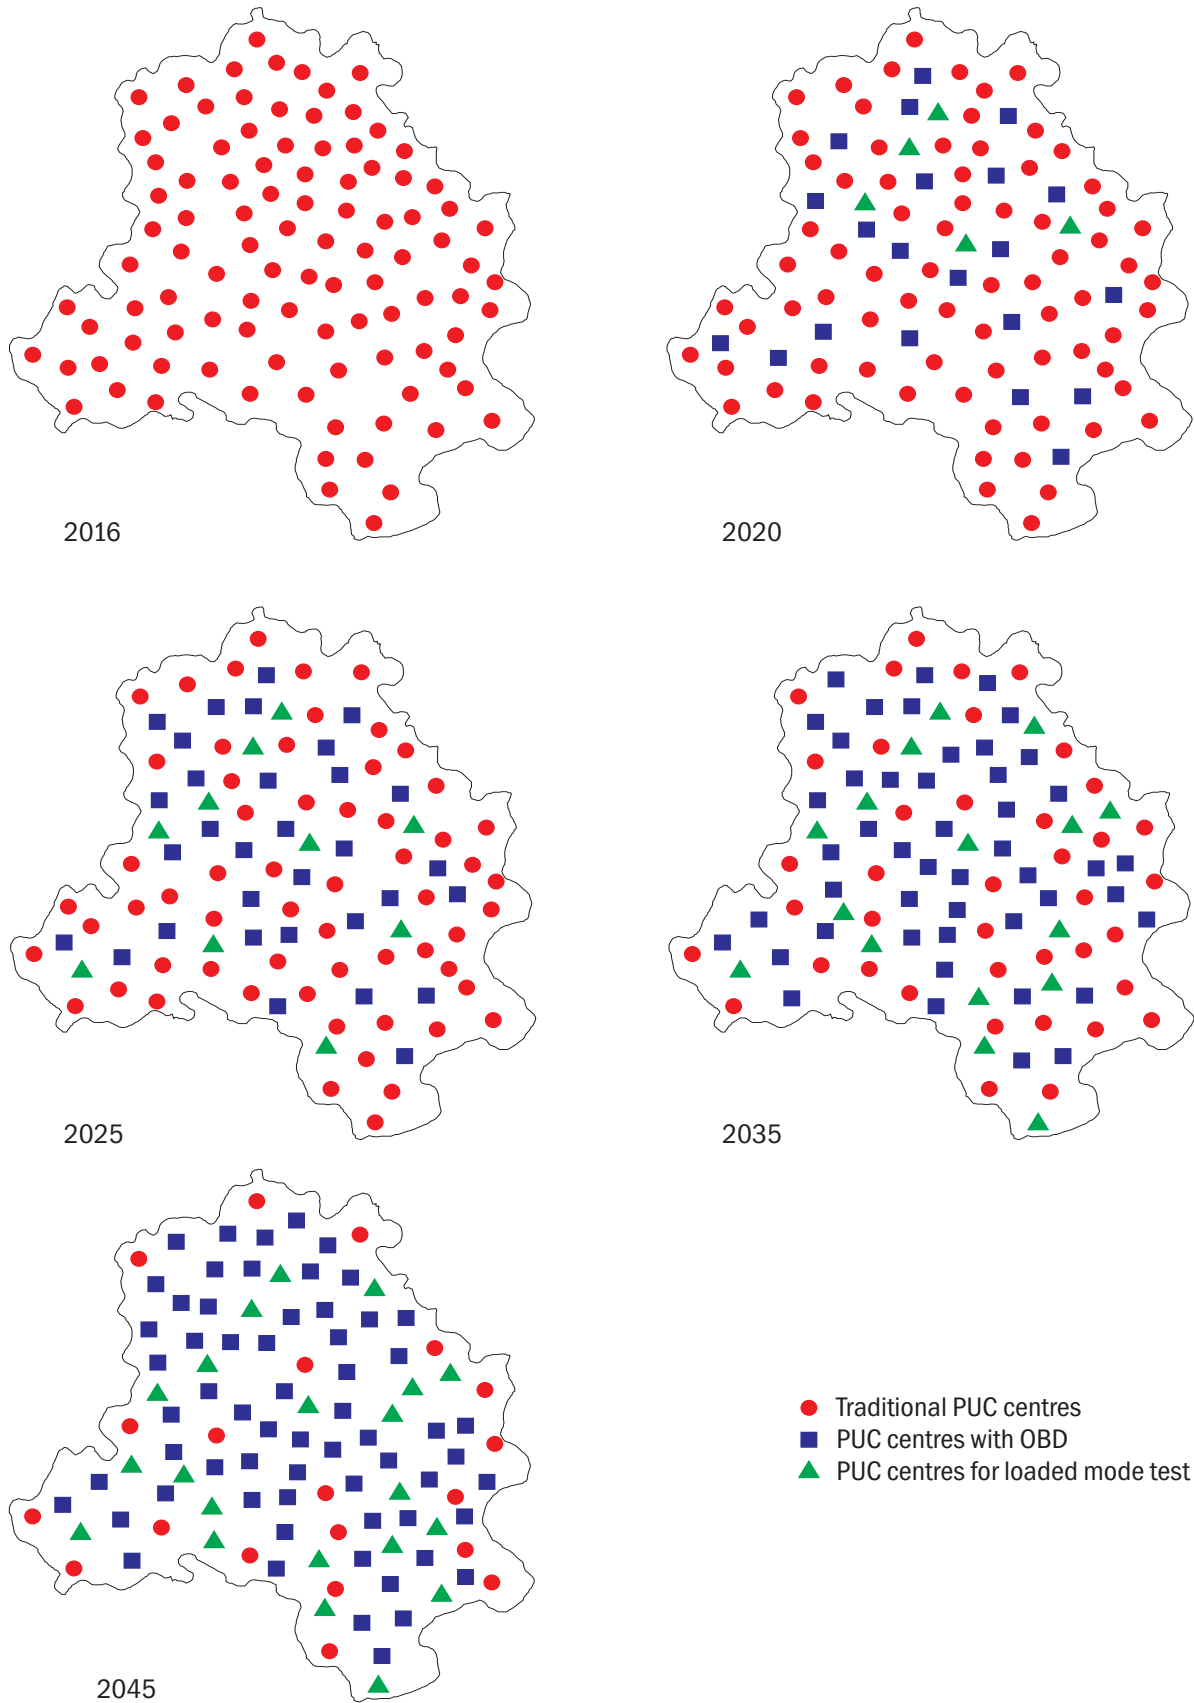 2016
2020
2025
2035
Traditional PUC centres
PUC centres with OBD
PUC centres for loaded mode test
2045